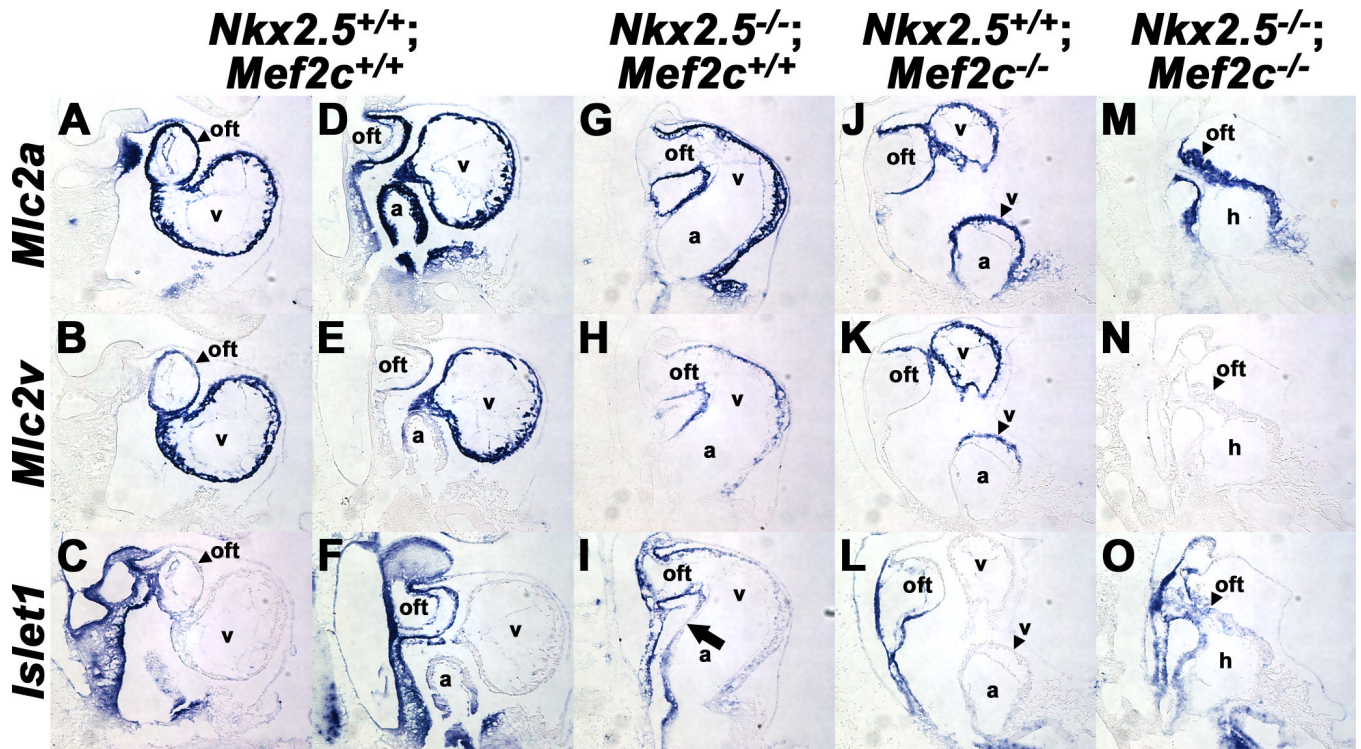 Nkx2.5+/+; Nkx2.5-/-; Nkx2.5+/+; Nkx2.5-/-;
Mef2c+/+ Mef2c+/+ Mef2c-/- Mef2c-/-
Mlc2a
A oft v
D oft v a
G oft v a
J v oft v a
M oft h
Mlc2v
B oft v
E oft v a
H oft v a
K v oft v a
N oft h
Islet1
C oft v
F oft v a
I oft v a
L oft v v a
O oft h